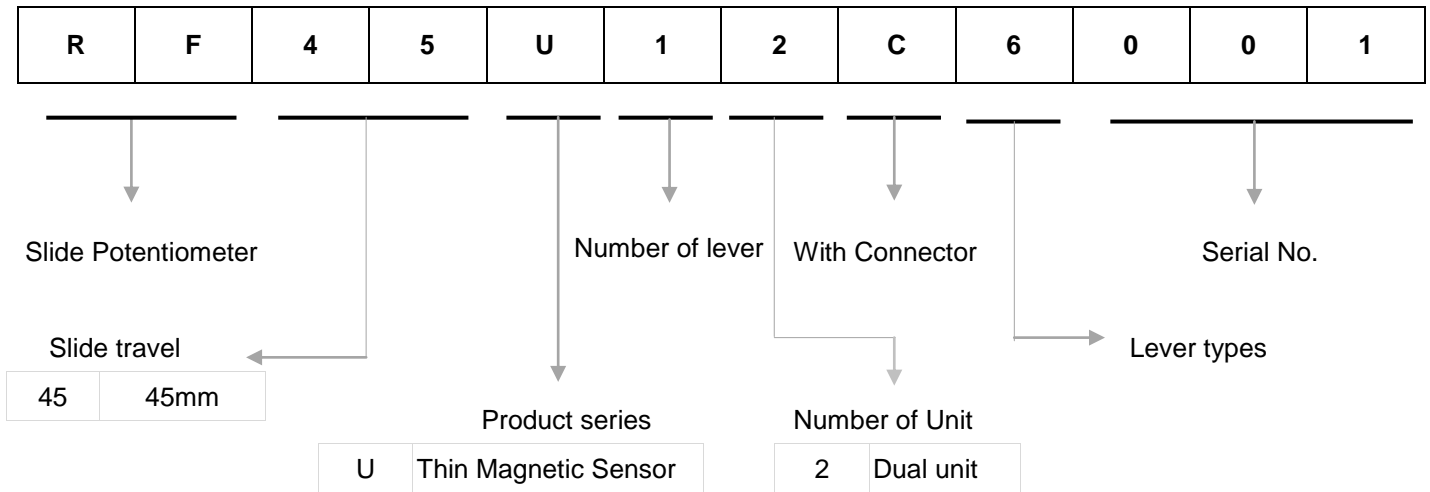 R F 4 5 U 1 2 C 6 0 0 1
Slide Potentiometer
Number of lever
With Connector
Serial No.
Slide travel
45 45mm
Lever types
Product series
U Thin Magnetic Sensor
Number of Unit
2 Dual unit